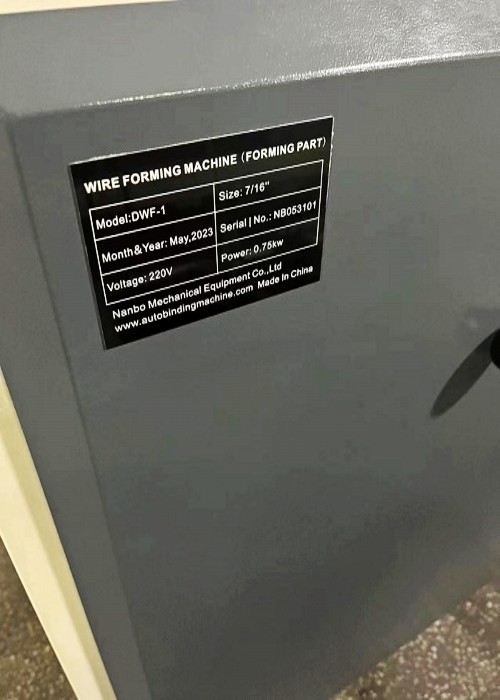 WIRE FORMING MACHINE (FORMING PART)
Model:DWF-1 Size: 7/16"
Month&Year: May,2023 Serial | No.: NB053101
Voltage: 220V Power: 0.75kw
Nanbo Mechanical Equipment Co.,Ltd
www.autobindingmachine.com Made In China